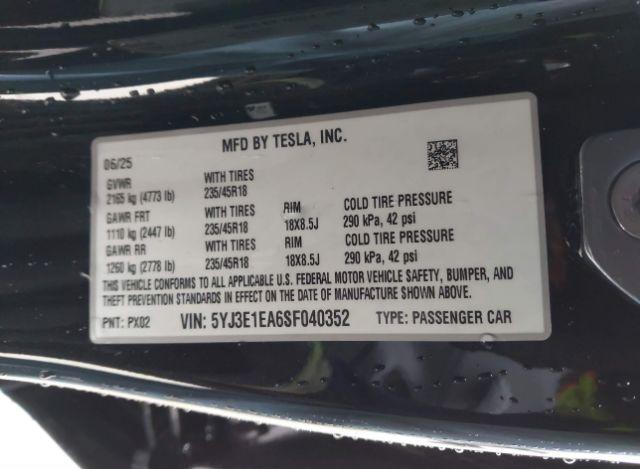 MFD BY TESLA, INC.
06/25
GVWR WITH TIRES
2165 kg (4773 lb) 235/45R18
GAWR FRT WITH TIRES RIM COLD TIRE PRESSURE
1110 kg (2447 lb) 235/45R18 18X8.5J 290 kPa, 42 psi
GAWR RR WITH TIRES RIM COLD TIRE PRESSURE
1260 kg (2778 lb) 235/45R18 18X8.5J 290 kPa, 42 psi
THIS VEHICLE CONFORMS TO ALL APPLICABLE U.S. FEDERAL MOTOR VEHICLE SAFETY, BUMPER, AND
THEFT PREVENTION STANDARDS IN EFFECT ON THE DATE OF MANUFACTURE SHOWN ABOVE.
PNT: PX02 VIN: 5YJ3E1EA6SF040352 TYPE: PASSENGER CAR